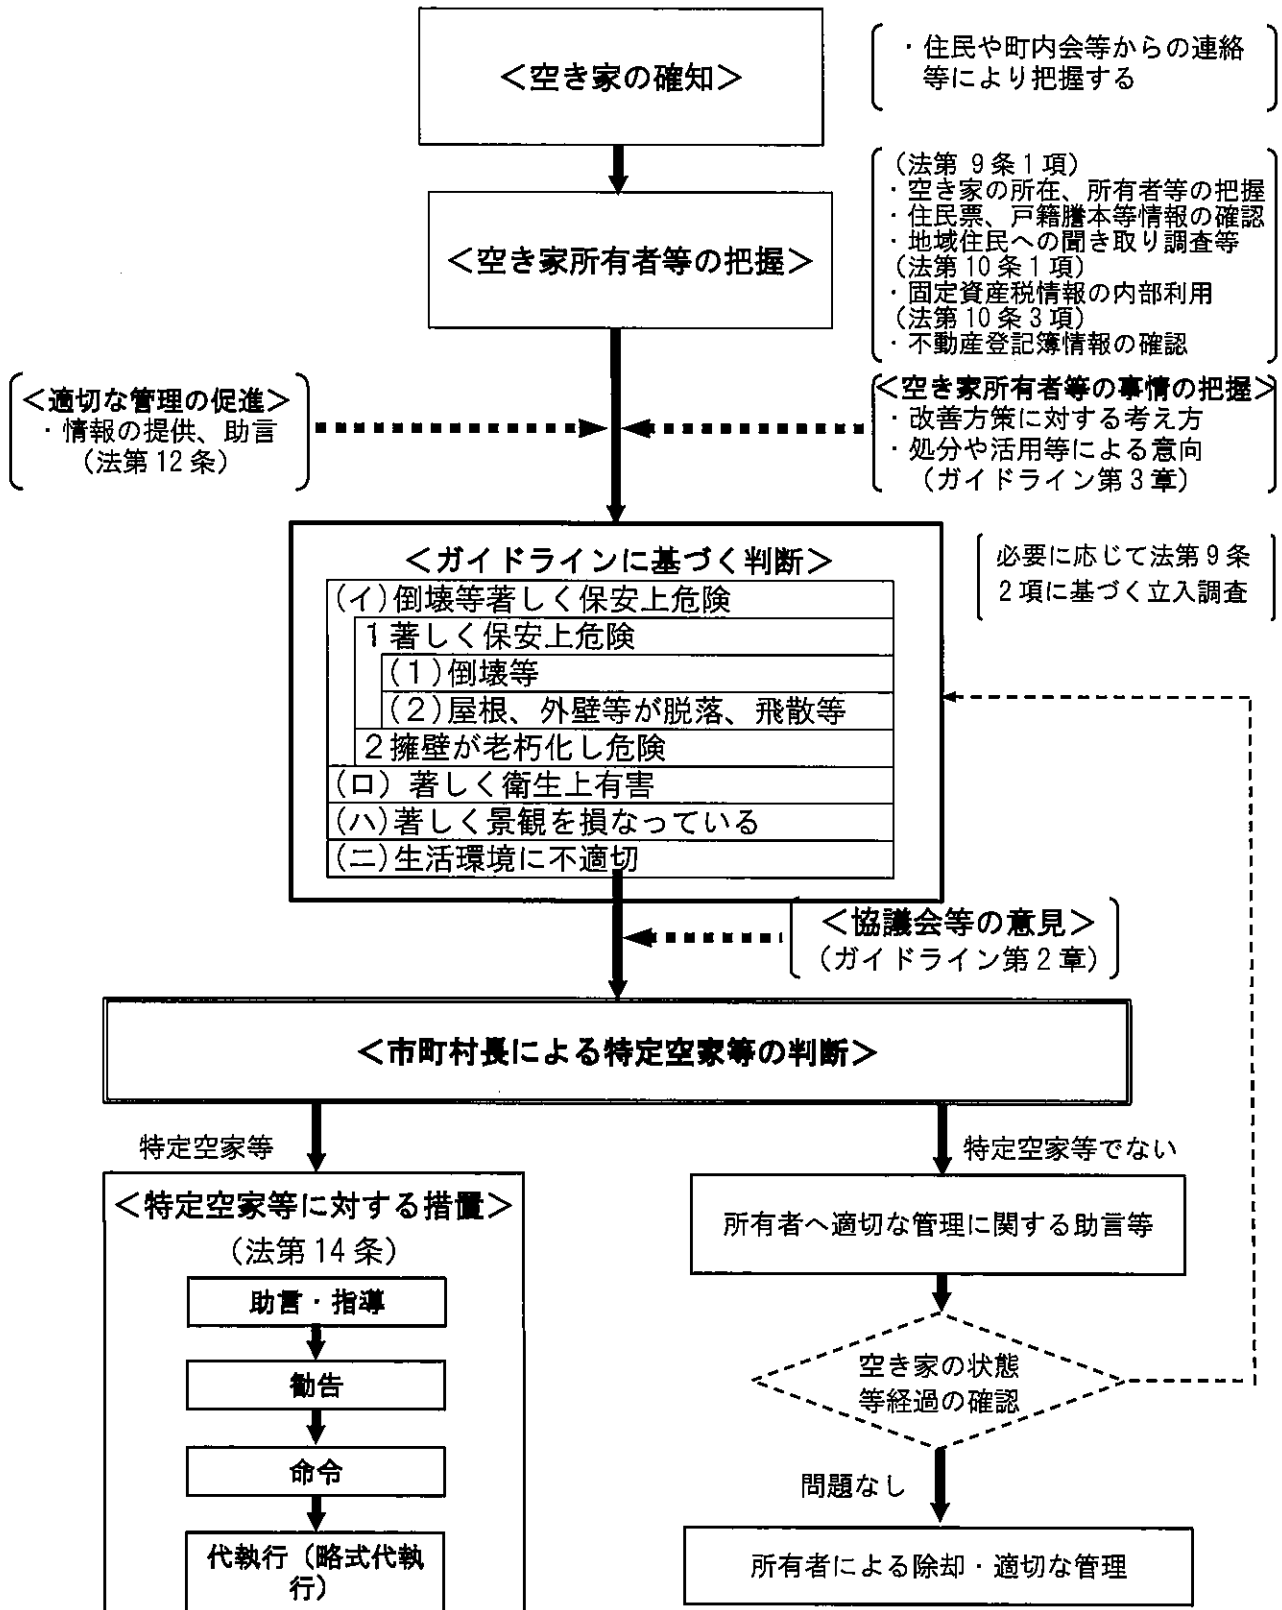 ＜空き家の確知＞
・住民や町内会等からの連絡
等により把握する
＜空き家所有者等の把握＞
（法第 9条1項）
・空き家の所在、所有者等の把握
・住民票、戸籍謄本等情報の確認
・地域住民への聞き取り調査等
（法第10条1項）
・固定資産税情報の内部利用
（法第10条3項）
・不動産登記簿情報の確認
＜適切な管理の促進＞
・情報の提供、助言
（法第12条）
＜空き家所有者等の事情の把握＞
・改善方策に対する考え方
・処分や活用等による意向
（ガイドライン第3章）
＜ガイドラインに基づく判断＞
(イ)倒壊等著しく保安上危険
1著しく保安上危険
(1)倒壊等
(2)屋根、外壁等が脱落、飛散等
2擁壁が老朽化し危険
(ロ) 著しく衛生上有害
(ハ)著しく景観を損なっている
(ニ)生活環境に不適切
必要に応じて法第9条
2項に基づく立入調査
＜協議会等の意見＞
（ガイドライン第2章）
＜市町村長による特定空家等の判断＞
特定空家等
特定空家等でない
＜特定空家等に対する措置＞
（法第14条）
助言・指導
勧告
命令
代執行（略式代執
行）
所有者へ適切な管理に関する助言等
空き家の状態
等経過の確認
問題なし
所有者による除却・適切な管理